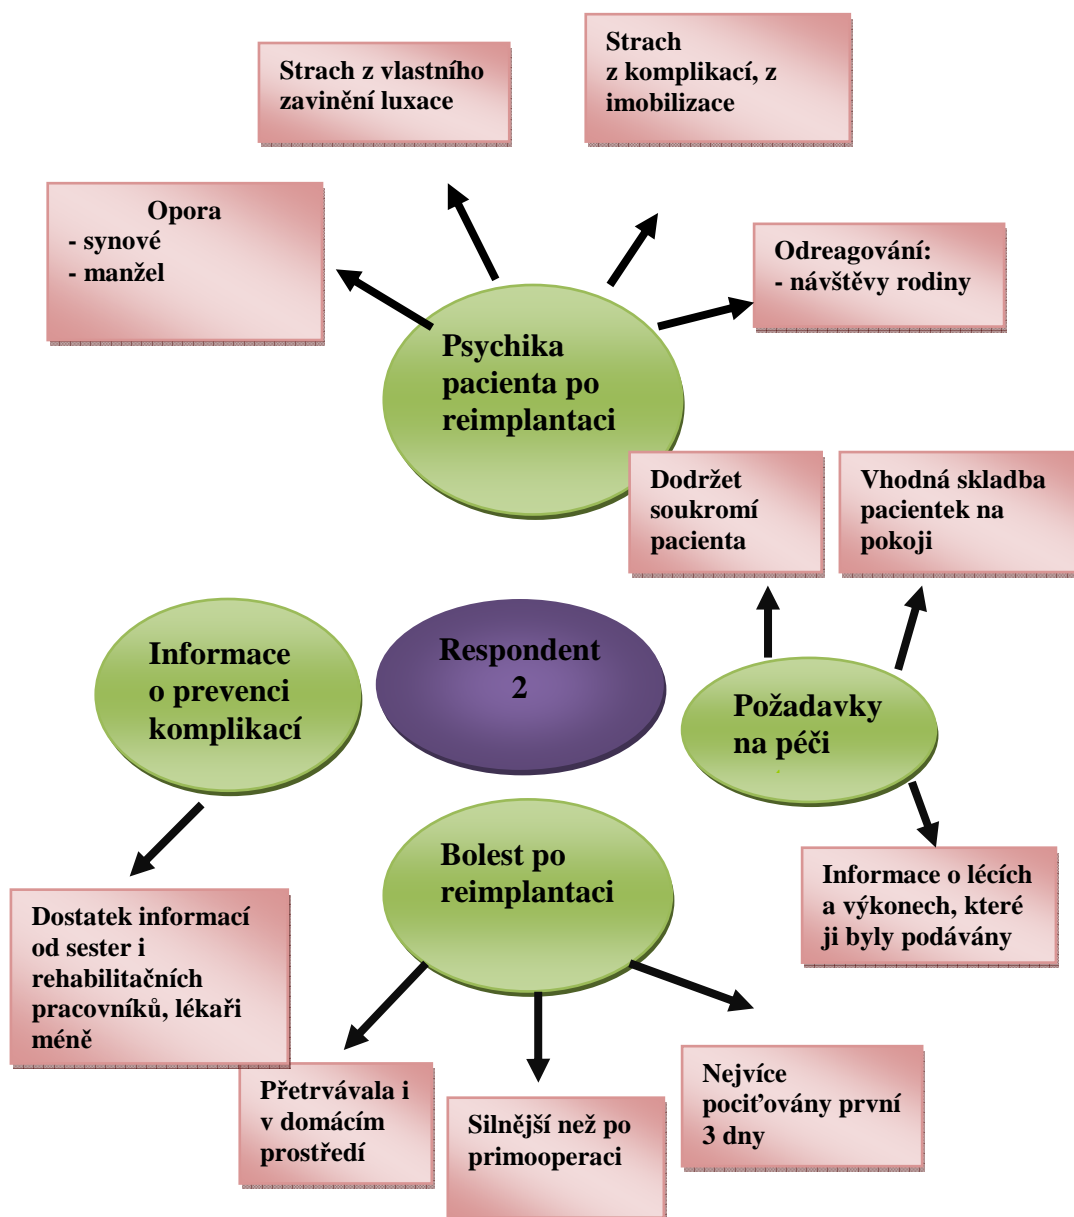 Strach z vlastního
zavinění luxace
Strach
z komplikací, z
imobilizace
Opora
- synové
- manžel
Odreagování:
- návštěvy rodiny
Psychika
pacienta po
reimplantaci
Dodržet
soukromí
pacienta
Vhodná skladba
pacientek na
pokoji
Informace
o prevenci
komplikací
Respondent
2
Požadavky
na péči
Bolest po
reimplantaci
Informace o lécích
a výkonech, které
ji byly podávány
Dostatek informací
od sester i
rehabilitačních
pracovníků, lékaři
méně
Přetrvávala i
v domácím
prostředí
Silnější než po
primooperaci
Nejvíce
pociťovány první
3 dny